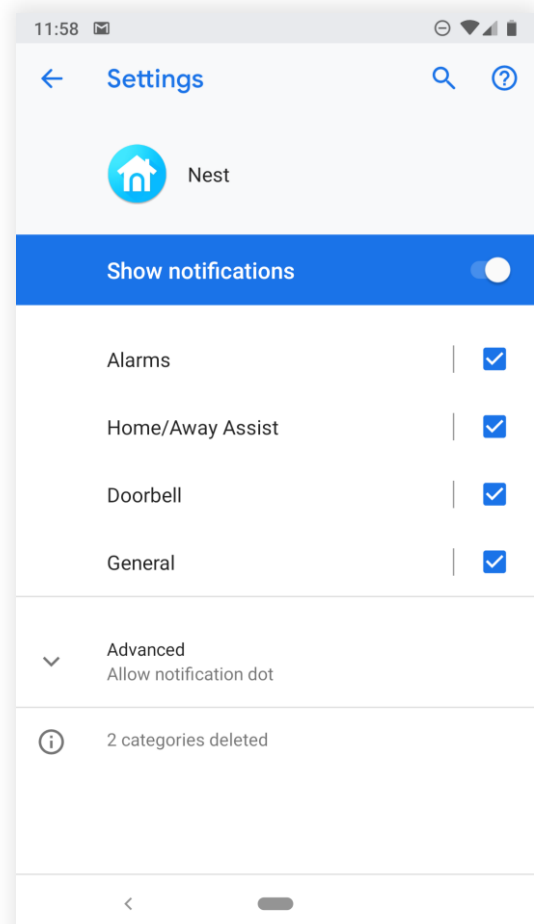 11:58
Settings
Nest
Show notifications
Alarms
Home/Away Assist
Doorbell
General
Advanced
Allow notification dot
2 categories deleted